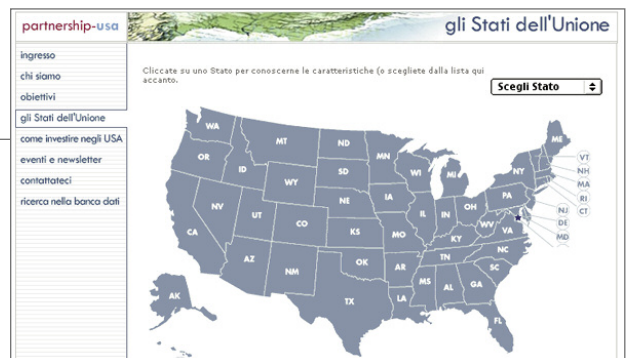 partnership-usa
gli Stati dell'Unione
ingresso
chi siamo
obiettivi
gli Stati dell'Unione
come investire negli USA
eventi e newsletter
contattateci
ricerca nella banca dati
Cliccate su uno Stato per conoscerne le caratteristiche (o scegliete dalla lista qui
accanto.
Scegli Stato
WA
MT
ND
MN
ME
VT
OR
ID
SD
WI
MI
NY
NH
WY
MA
NE
IA
PA
RI
NV
UT
CO
IL
IN
OH
NJ
CT
CA
KS
MO
WV
VA
DE
KY
MD
AZ
NM
OK
AR
TN
NC
SC
TX
LA
MS
AL
GA
AK
FL